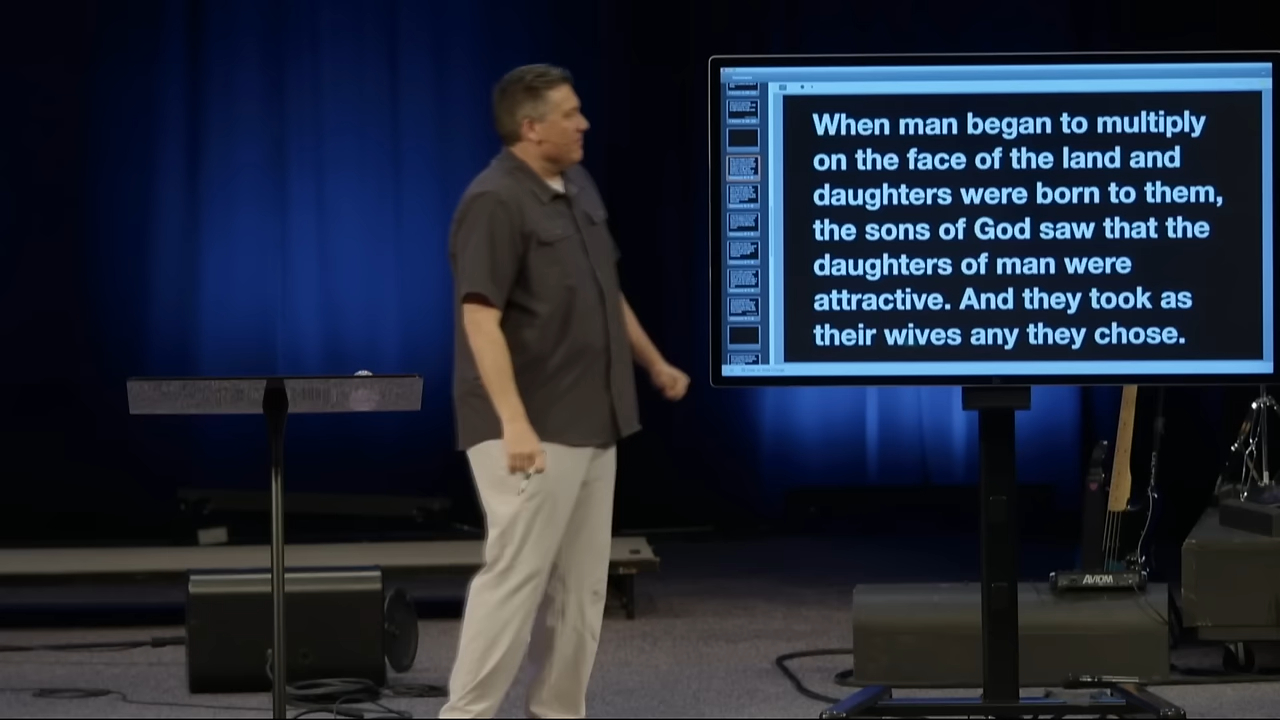 When man began to multiply
on the face of the land and
daughters were born to them,
the sons of God saw that the
daughters of man were
attractive. And they took as
their wives any they chose.
AVIOM